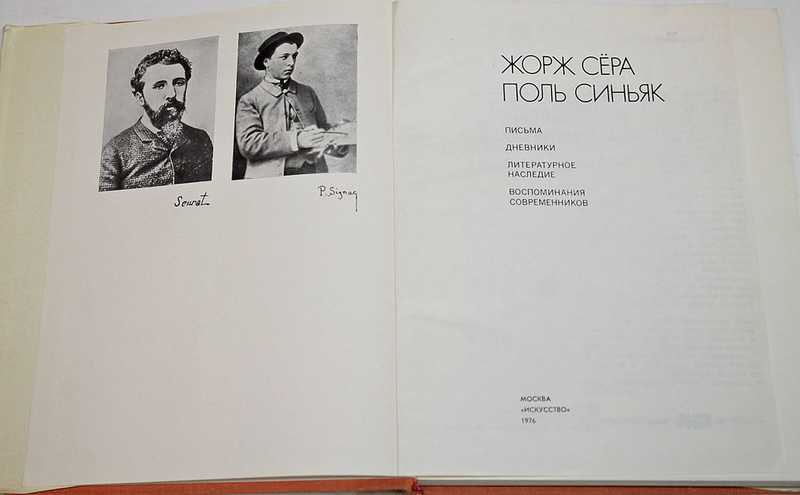 Seurat
P. Signac
ЖОРЖ СЁРА
ПОЛЬ СИНЬЯК
ПИСЬМА
ДНЕВНИКИ
ЛИТЕРАТУРНОЕ
НАСЛЕДИЕ
ВОСПОМИНАНИЯ
СОВРЕМЕННИКОВ
МОСКВА
«ИСКУССТВО»
1976